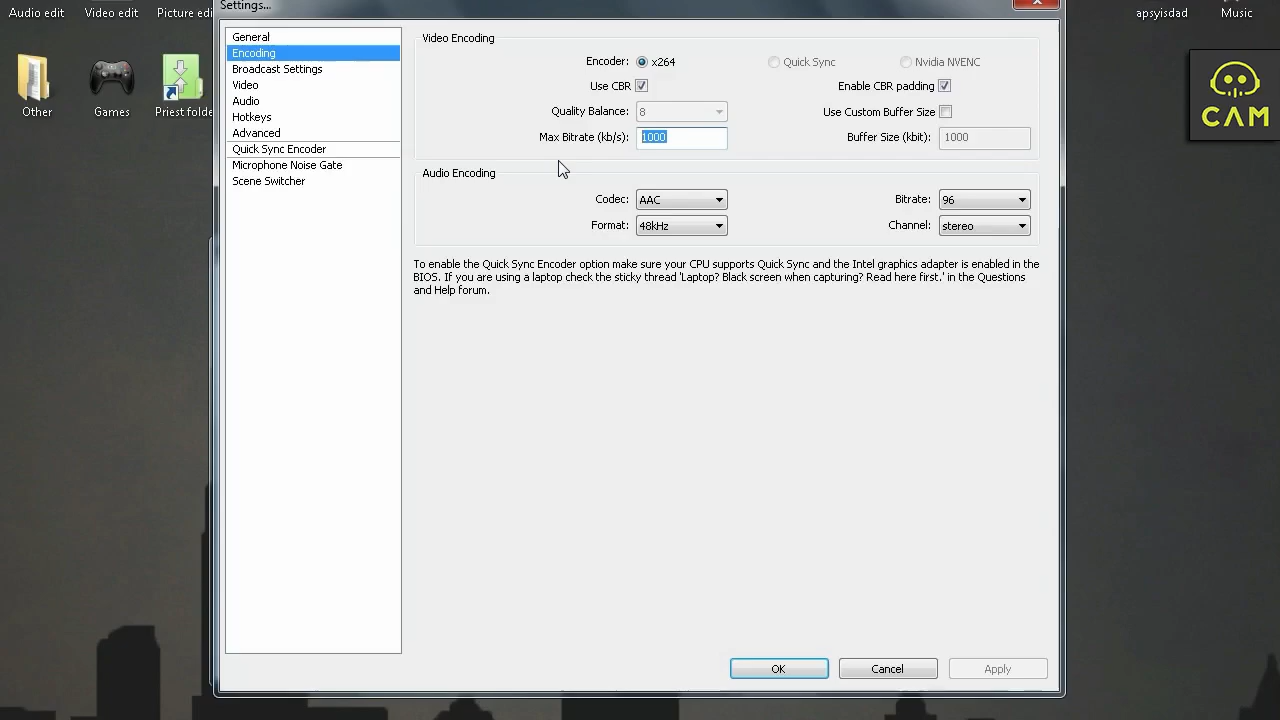 Settings...
Audio edit
Video edit
Picture edi
apsyisdad
Music
Other
Games
Priest folde
CAM
General
Encoding
Broadcast Settings
Video
Audio
Hotkeys
Advanced
Quick Sync Encoder
Microphone Noise Gate
Scene Switcher
Video Encoding
Encoder: x264 Quick Sync Nvidia NVENC
Use CBR Enable CBR padding
Quality Balance: 8 Use Custom Buffer Size
Max Bitrate (kb/s): 1000 Buffer Size (kbit): 1000
Audio Encoding
Codec: AAC Bitrate: 96
Format: 48kHz Channel: stereo
To enable the Quick Sync Encoder option make sure your CPU supports Quick Sync and the Intel graphics adapter is enabled in the
BIOS. If you are using a laptop check the sticky thread 'Laptop? Black screen when capturing? Read here first.' in the Questions
and Help forum.
OK Cancel Apply